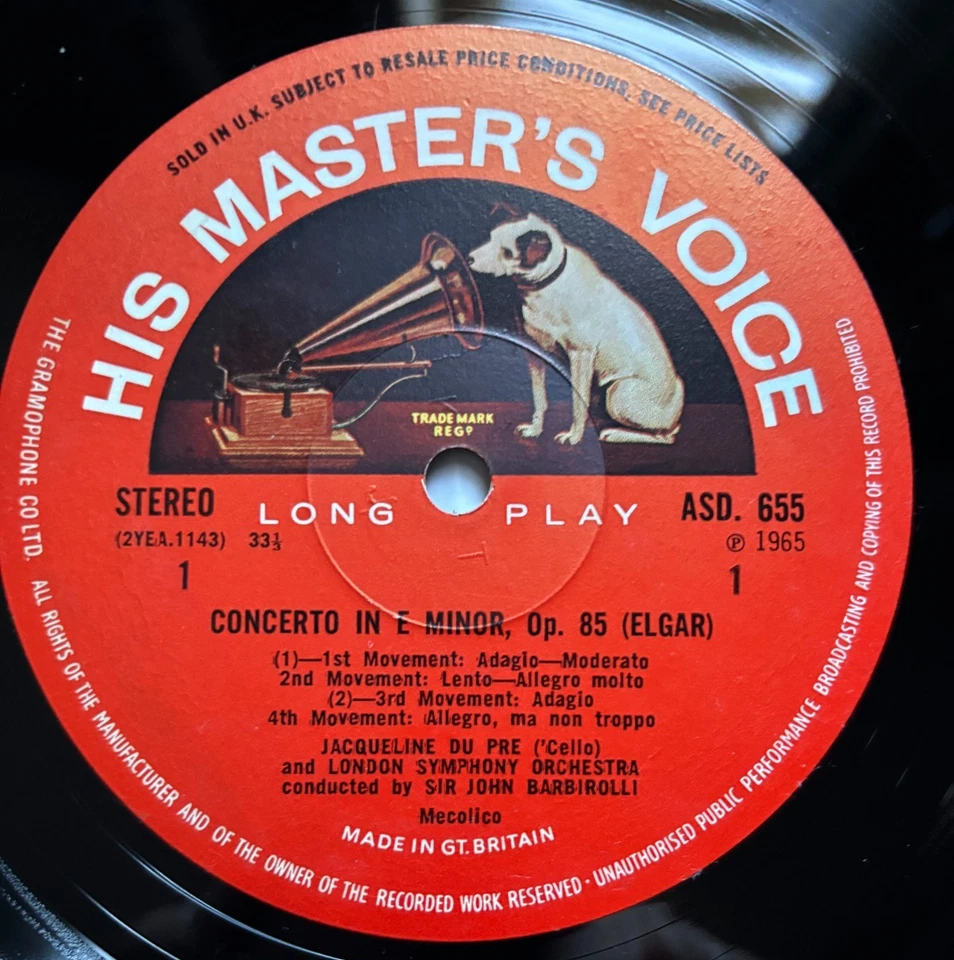 SOLD IN U.K. SUBJECT TO RESALE PRICE CONDITIONS, SEE PRICE LISTS
HIS MASTER'S VOICE
TRADE MARK
REGD
STEREO
LONG PLAY
ASD. 655
(2YEA.1143) 33⅓
℗ 1965
1
1
CONCERTO IN E MINOR, Op. 85 (ELGAR)
(1)—1st Movement: Adagio—Moderato
2nd Movement: Lento—Allegro molto
(2)—3rd Movement: Adagio
4th Movement: Allegro, ma non troppo
JACQUELINE DU PRE ('Cello)
and LONDON SYMPHONY ORCHESTRA
conducted by SIR JOHN BARBIROLLI
Mecolico
MADE IN GT. BRITAIN
THE GRAMOPHONE CO LTD. ALL RIGHTS OF THE MANUFACTURER AND OF THE OWNER OF THE RECORDED WORK RESERVED · UNAUTHORISED PUBLIC PERFORMANCE BROADCASTING AND COPYING OF THIS RECORD PROHIBITED